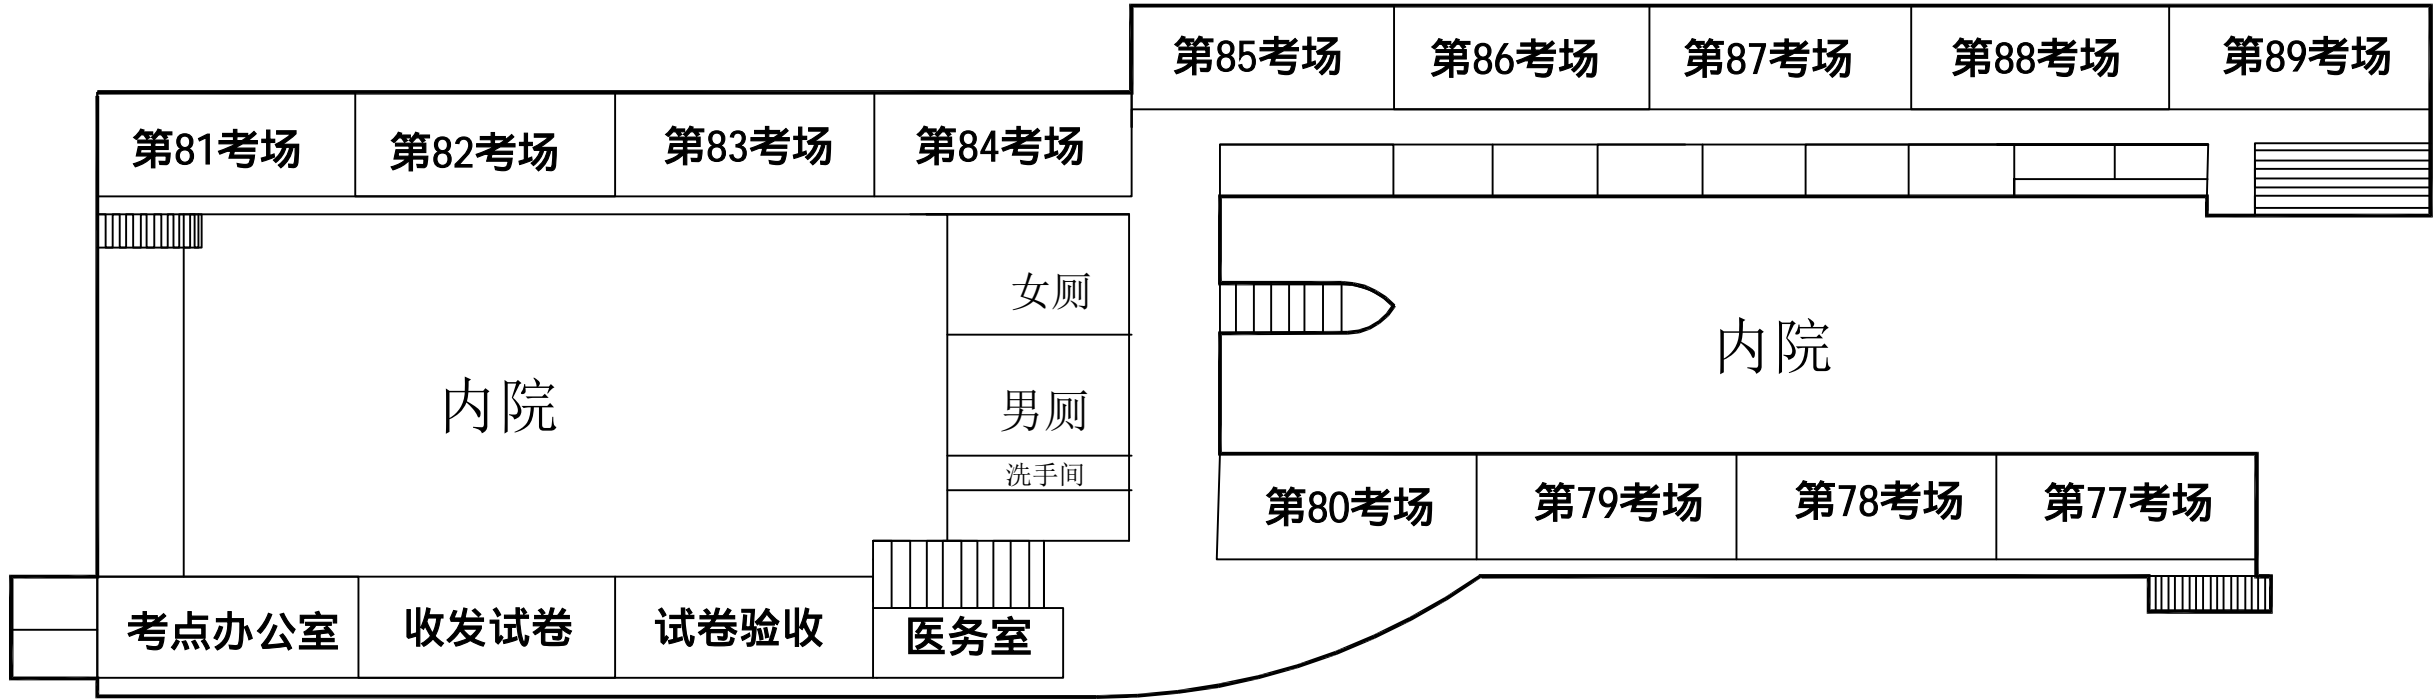 第85考场
第86考场
第87考场
第88考场
第89考场
第81考场
第82考场
第83考场
第84考场
女厕
内院
内院
男厕
洗手间
第80考场
第79考场
第78考场
第77考场
考点办公室
收发试卷
试卷验收
医务室